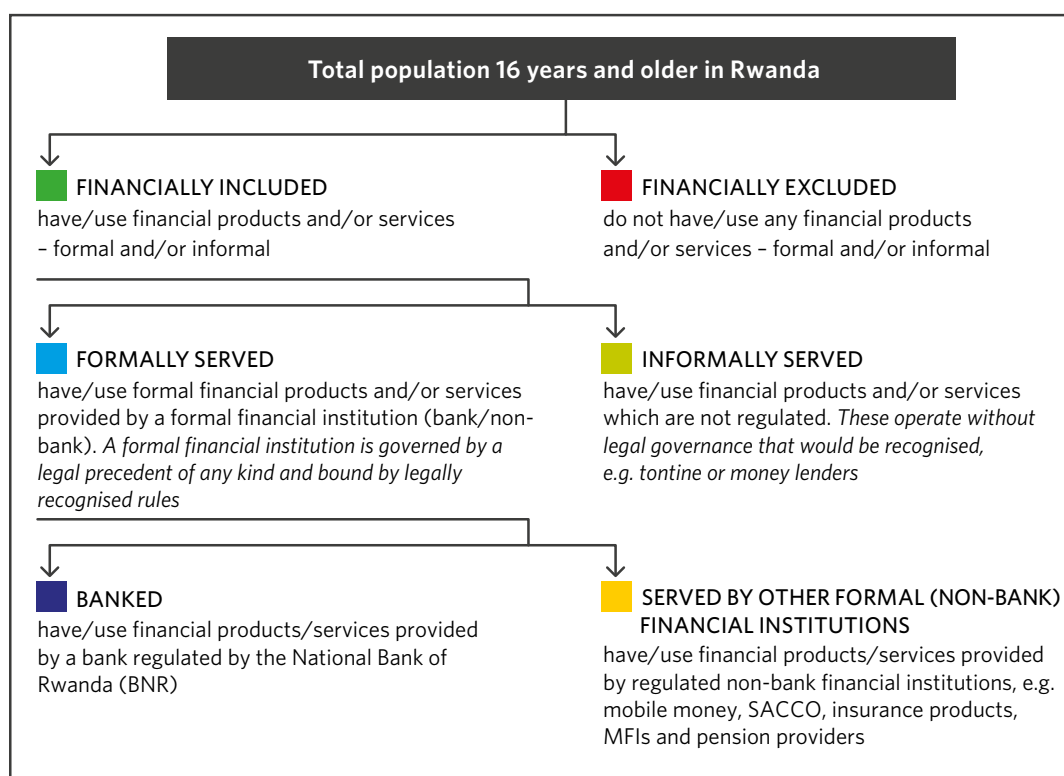 Total population 16 years and older in Rwanda
FINANCIALLY INCLUDED
have/use financial products and/or services
– formal and/or informal
FINANCIALLY EXCLUDED
do not have/use any financial products
and/or services – formal and/or informal
FORMALLY SERVED
have/use formal financial products and/or services
provided by a formal financial institution (bank/non-
bank). A formal financial institution is governed by a
legal precedent of any kind and bound by legally
recognised rules
INFORMALLY SERVED
have/use financial products and/or services
which are not regulated. These operate without
legal governance that would be recognised,
e.g. tontine or money lenders
BANKED
have/use financial products/services provided
by a bank regulated by the National Bank of
Rwanda (BNR)
SERVED BY OTHER FORMAL (NON-BANK)
FINANCIAL INSTITUTIONS
have/use financial products/services provided
by regulated non-bank financial institutions, e.g.
mobile money, SACCO, insurance products,
MFIs and pension providers